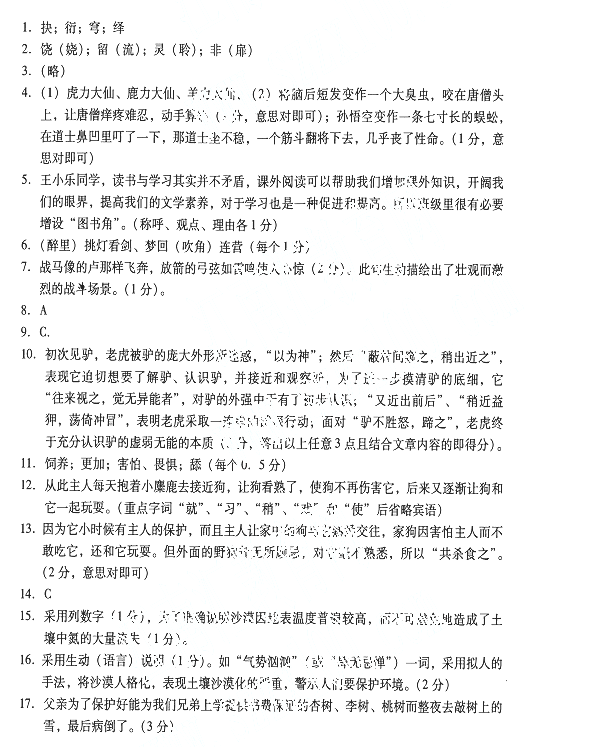 1. 抉；衍；穹；绎
2. 饶（娆）；留（流）；灵（聆）；非（扉）
3. （略）
4. （1）虎力大仙、鹿力大仙、羊力大仙、（2）将脑后短发变作一个大臭虫，咬在唐僧头
上，让唐僧痒疼难忍，动手 分，意思对即可）；孙悟空变作一条七寸长的蜈蚣，
在道士鼻凹里叮了一下，那道士坐不稳，一个筋斗翻将下去，几乎丧了性命。（1分，意
思对即可）
5. 王小乐同学，读书与学习其实并不矛盾，课外阅读可以帮助我们增加课外知识，开阔我
们的眼界，提高我们的文学素养，对于学习也是一种促进和提高。所以班级里很有必要
增设“图书角”。（称呼、观点、理由各1分）
6. （醉里）挑灯看剑、梦回（吹角）连营（每个1分）
7. 战马像的卢那样飞奔，放箭的弓弦如雷鸣使人心惊（2分）。此句生动描绘出了壮观而激
烈的战争场景。（1分）。
8. A
9. C.
10. 初次见驴，老虎被驴的庞大外形所迷惑，“以为神”；然后“蔽林间窥之，稍出近之”，
表现它迫切想要了解驴、认识驴，并接近和观察驴，为了进一步摸清驴的底细，它
“往来视之，觉无异能者”，对驴的外强中干有了初步认识；“又近出前后”、“稍近益
狎，荡倚冲冒”，表明老虎采取一 行动；面对“驴不胜怒，蹄之”，老虎终
于充分认识驴的虚弱无能的本质（ 分，答出以上任意3点且结合文章内容的即得分）。
11. 饲养；更加；害怕、畏惧；舔（每个0.5分）
12. 从此主人每天抱着小麋鹿去接近狗，让狗看熟了，使狗不再伤害它，后来又逐渐让狗和
它一起玩耍。（重点字词“就”、“习”、“稍”、“戏”和“使”后省略宾语）
13. 因为它小时候有主人的保护，而且主人让家中的狗与它 交往，家狗因害怕主人而不
敢吃它，还和它玩耍。但外面的野狗 无所顾忌，对 不熟悉，所以“共杀食之”。
（2分，意思对即可）
14. C
15. 采用列数字（1分），为了准确说明沙漠因地表温度普遍较高，而不可避免地造成了土
壤中氮的大量流失（1分）。
16. 采用生动（语言）说明（1分）。如“气势汹汹”（或“肆无忌惮”）一词，采用拟人的
手法，将沙漠人格化，表现土壤沙漠化的严重，警示人们要保护环境。（2分）
17. 父亲为了保护好能为我们兄弟上学提供书费保证的杏树、李树、桃树而整夜去敲树上的
雪，最后病倒了。（3分）